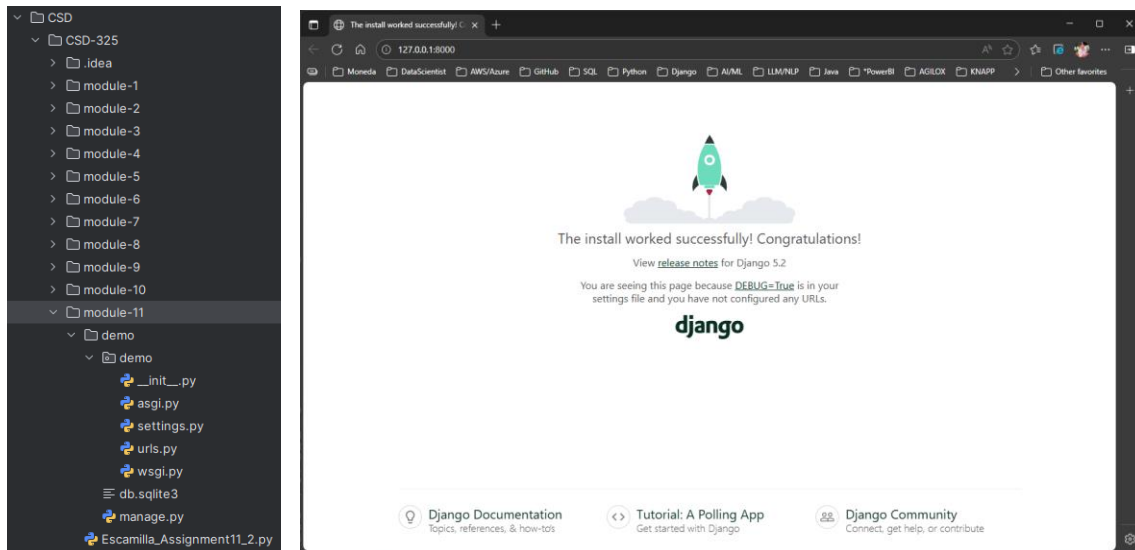 CSD
CSD-325
.idea
module-1
module-2
module-3
module-4
module-5
module-6
module-7
module-8
module-9
module-10
module-11
demo
demo
__init__.py
asgi.py
settings.py
urls.py
wsgi.py
db.sqlite3
manage.py
Escamilla_Assignment11_2.py
The install worked successfully! C
127.0.0.1:8000
Moneda DataScientist AWS/Azure GitHub SQL Python Django AI/ML LLM/NLP Java *PowerBI AGILOX KNAPP Other favorites
The install worked successfully! Congratulations!
View release notes for Django 5.2
You are seeing this page because DEBUG=True is in your
settings file and you have not configured any URLs.
django
Django Documentation
Topics, references, & how-to's
Tutorial: A Polling App
Get started with Django
Django Community
Connect, get help, or contribute